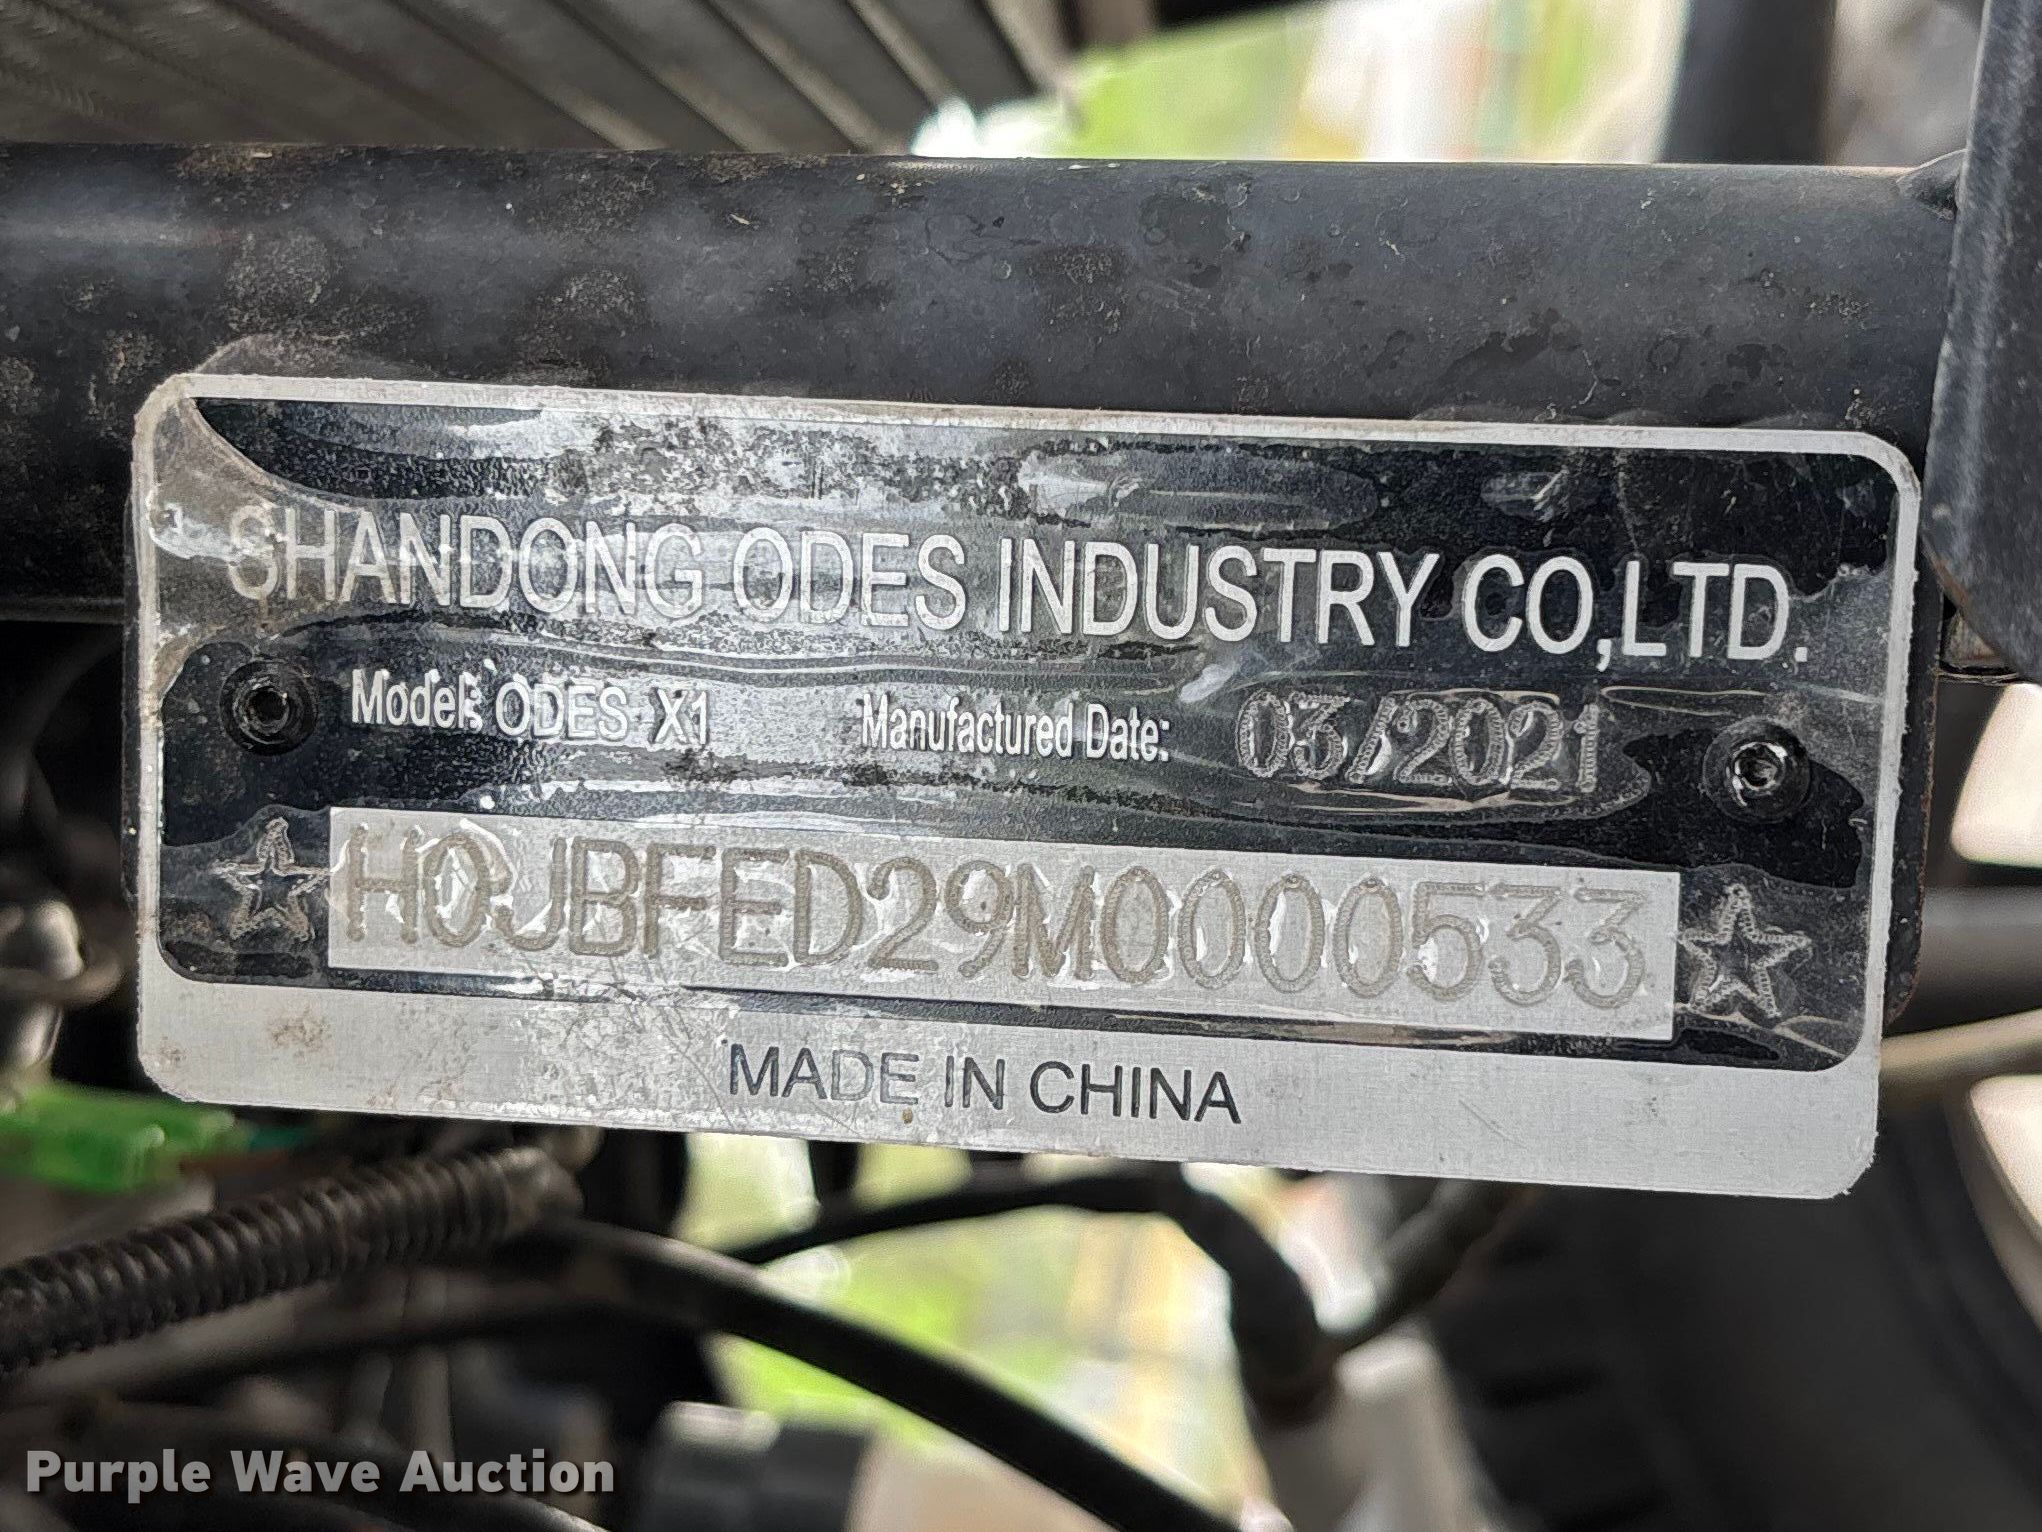 SHANDONG ODES INDUSTRY CO,LTD.
Model: ODES X1 Manufactured Date: 03/2021
H0JBFED29M0000533
MADE IN CHINA
Purple Wave Auction